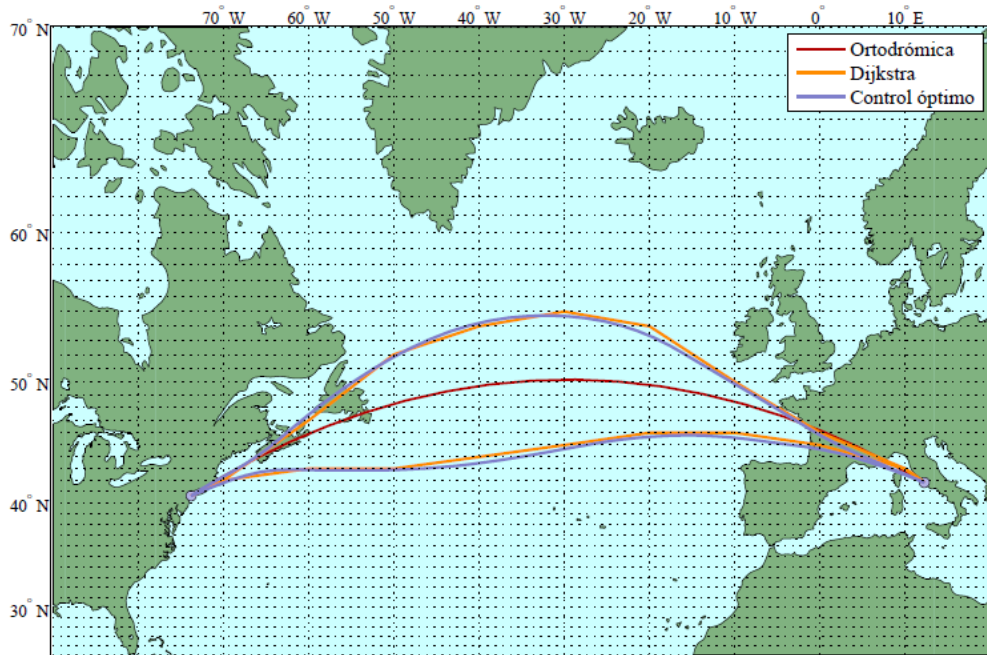 70° W 60° W 50° W 40° W 30° W 20° W 10° W 0° 10° E
70° N
Ortodrómica
Dijkstra
Control óptimo
60° N
50° N
40° N
30° N